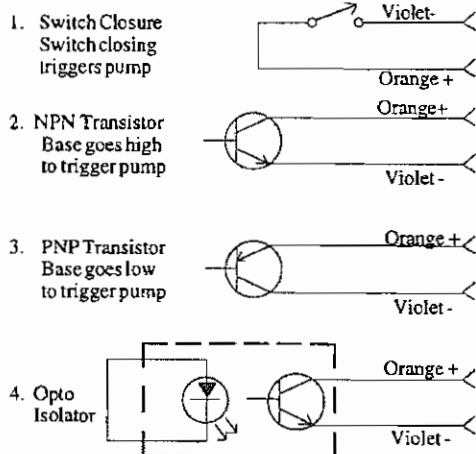 1. Switch Closure
Switch closing
triggers pump
Violet-
Orange +
2. NPN Transistor
Base goes high
to trigger pump
Orange+
Violet -
3. PNP Transistor
Base goes low
to trigger pump
Orange +
Violet-
4. Opto
Isolator
Orange +
Violet-